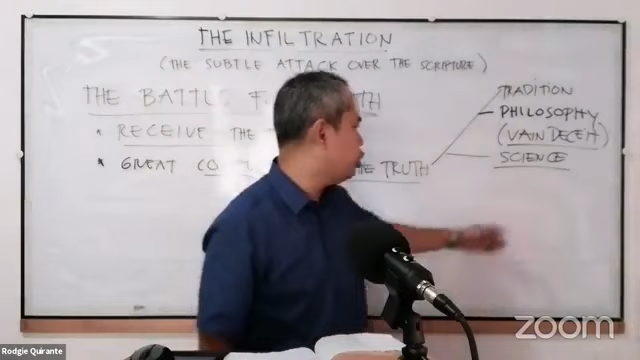 THE INFILTRATION
(THE SUBTLE ATTACK OVER THE SCRIPTURE)
THE BATTLE
• RECEIVE THE
• GREAT CO THE TRUTH
TRADITION
PHILOSOPHY
(VAIN DECEIT)
SCIENCE
zoom
Rodgie Quirante